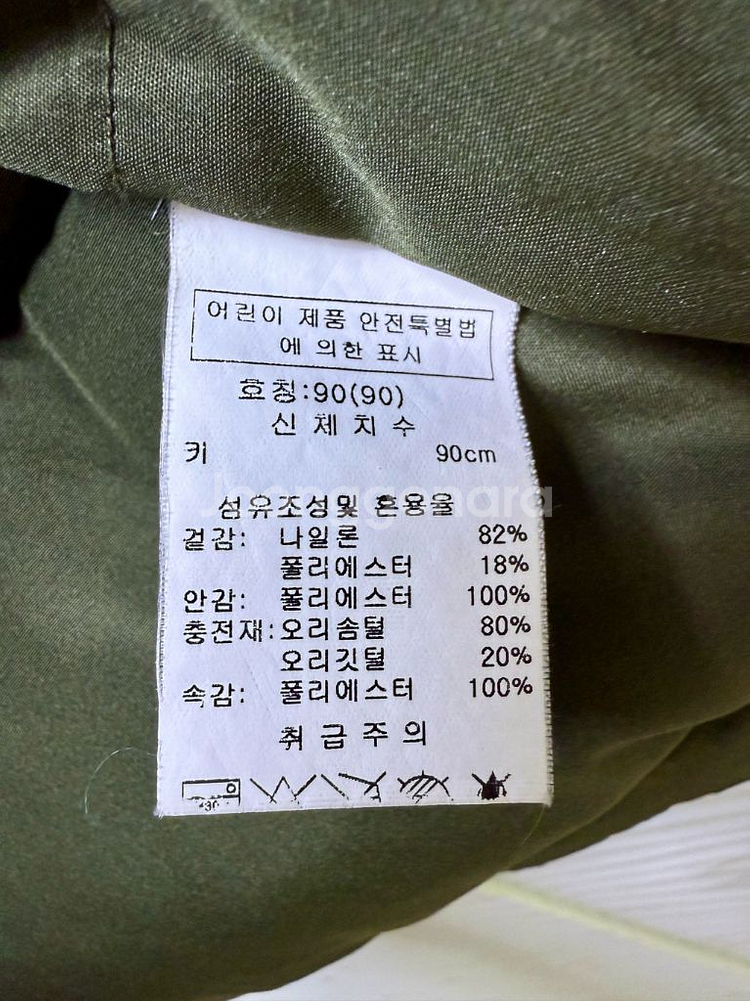 어린이 제품 안전특별법
에 의한 표시
호칭:90(90)
신체치수
키 90cm
Joonggonara
섬유조성및 혼용율
겉감: 나일론 82%
폴리에스터 18%
안감: 폴리에스터 100%
충전재:오리솜털 80%
오리깃털 20%
속감: 폴리에스터 100%
취급주의